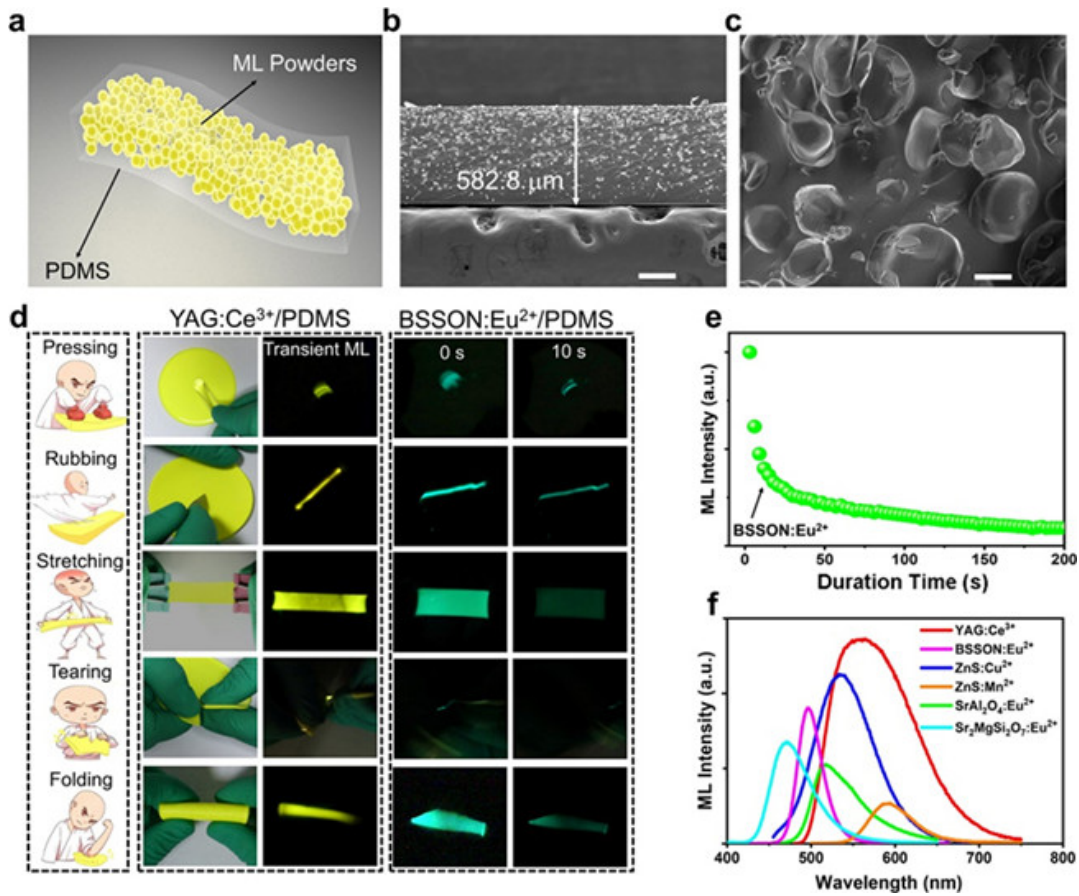 a
ML Powders
PDMS
b
582.8 μm
c
d
YAG:Ce³⁺/PDMS
BSSON:Eu²⁺/PDMS
Pressing
Transient ML
0 s
10 s
Rubbing
Stretching
Tearing
Folding
e
ML Intensity (a.u.)
BSSON:Eu²⁺
0 50 100 150 200
Duration Time (s)
f
ML Intensity (a.u.)
YAG:Ce³⁺
BSSON:Eu²⁺
ZnS:Cu²⁺
ZnS:Mn²⁺
SrAl₂O₄:Eu²⁺
Sr₂MgSi₂O₇:Eu²⁺
400 500 600 700 800
Wavelength (nm)